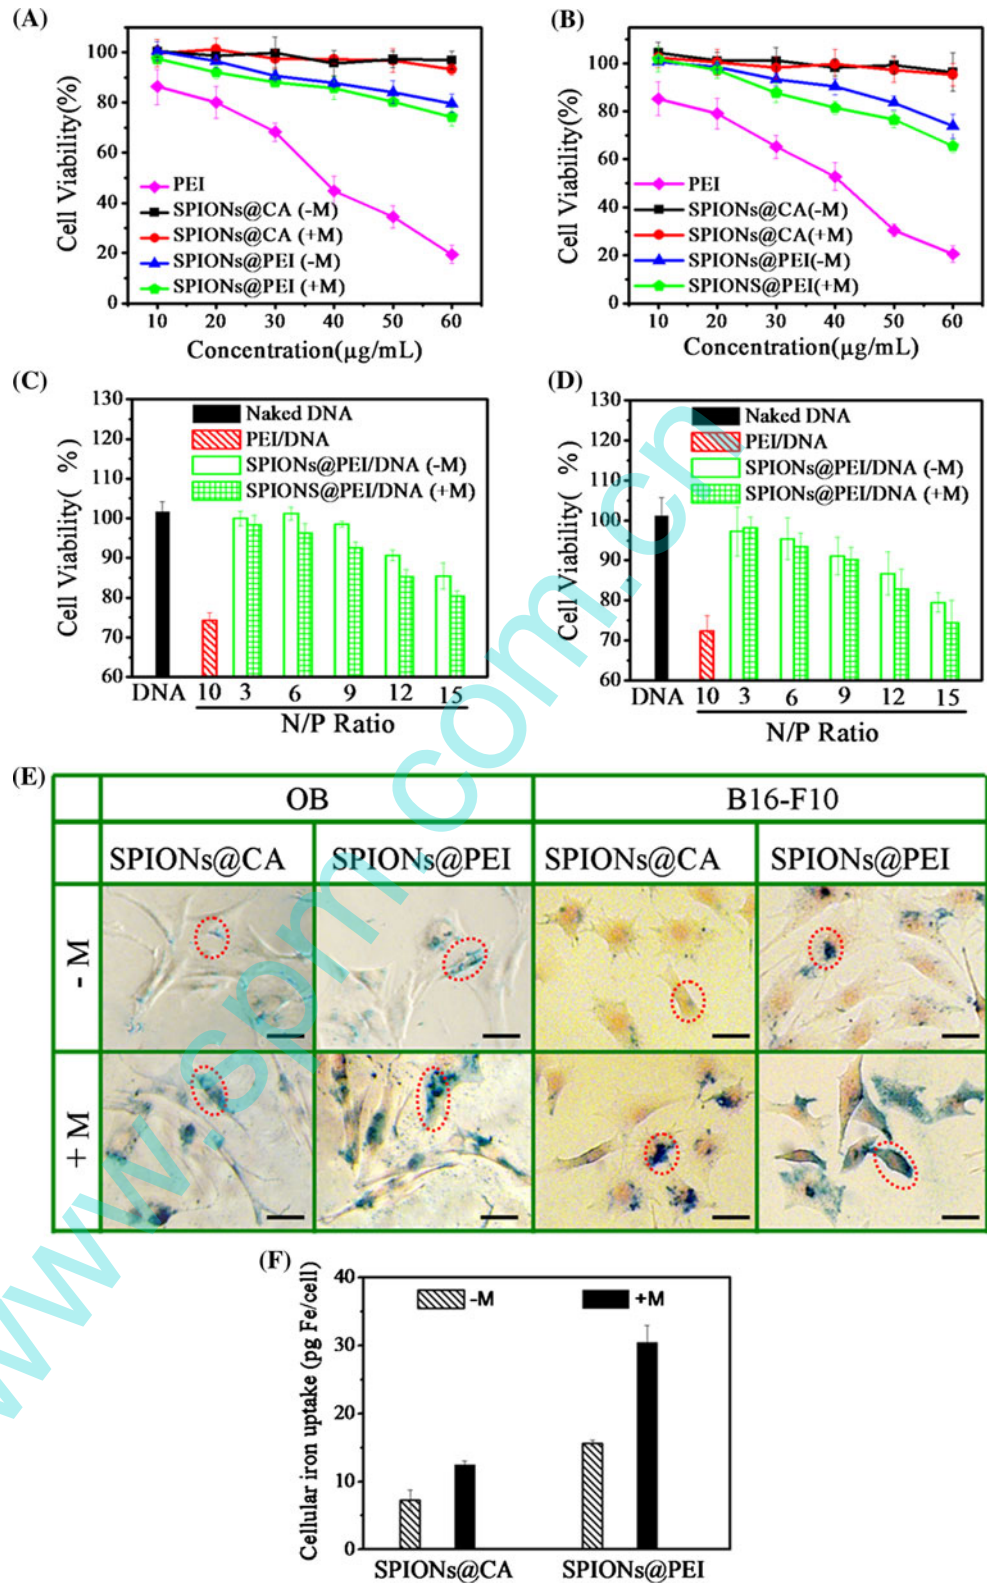 (A)
Cell Viability(%)
120
100
80
60
40
20
0
PEI
SPIONs@CA (-M)
SPIONs@CA (+M)
SPIONs@PEI (-M)
SPIONs@PEI (+M)
10 20 30 40 50 60
Concentration(µg/mL)
(B)
Cell Viability(%)
120
100
80
60
40
20
0
PEI
SPIONs@CA(-M)
SPIONs@CA(+M)
SPIONs@PEI(-M)
SPIONS@PEI(+M)
10 20 30 40 50 60
Concentration(µg/mL)
(C)
Cell Viability( %)
130
120
110
100
90
80
70
60
Naked DNA
PEI/DNA
SPIONs@PEI/DNA (-M)
SPIONS@PEI/DNA (+M)
DNA 10 3 6 9 12 15
N/P Ratio
(D)
Cell Viability( %)
130
120
110
100
90
80
70
60
Naked DNA
PEI/DNA
SPIONs@PEI/DNA (-M)
SPIONs@PEI/DNA (+M)
DNA 10 3 6 9 12 15
N/P Ratio
(E)
OB B16-F10
SPIONs@CA SPIONs@PEI SPIONs@CA SPIONs@PEI
- M
+ M
(F)
Cellular iron uptake (pg Fe/cell)
40
30
20
10
0
-M +M
SPIONs@CA SPIONs@PEI
www.spm.com.cn